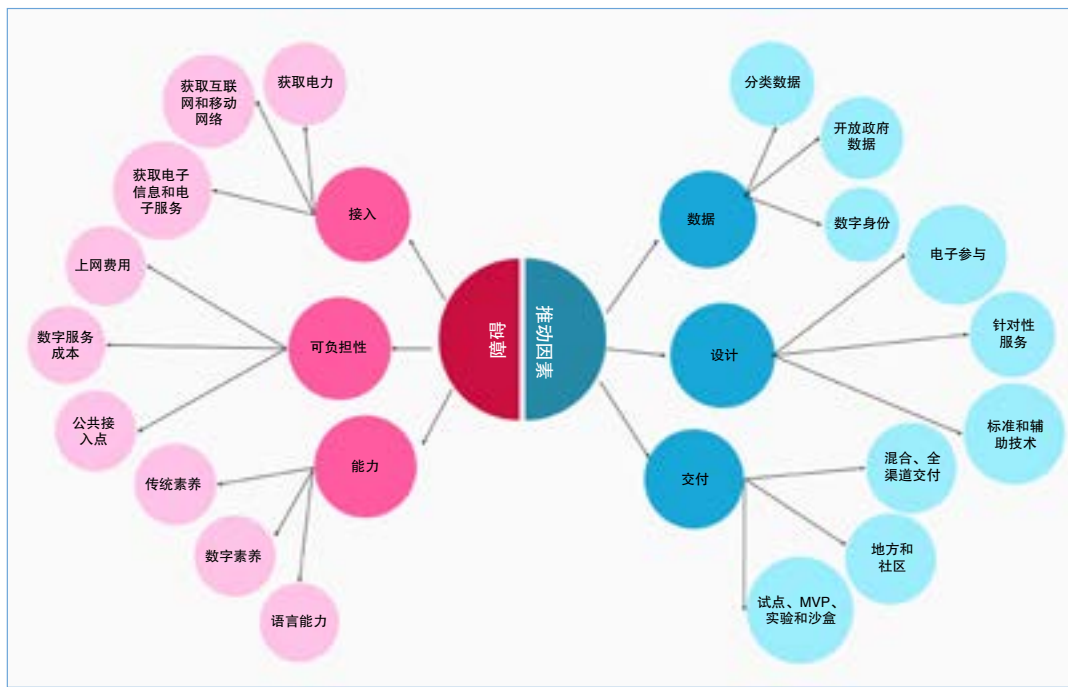 获取电力
获取互联
网和移动
网络
获取电子
信息和电
子服务
接入
上网费用
数字服务
成本
公共接
入点
可负担性
传统素养
数字素养
语言能力
能力
障碍
推动因素
数据
分类数据
开放政府
数据
数字身份
设计
电子参与
针对性
服务
标准和辅
助技术
交付
混合、全
渠道交付
地方和
社区
试点、MVP、
实验和沙盒